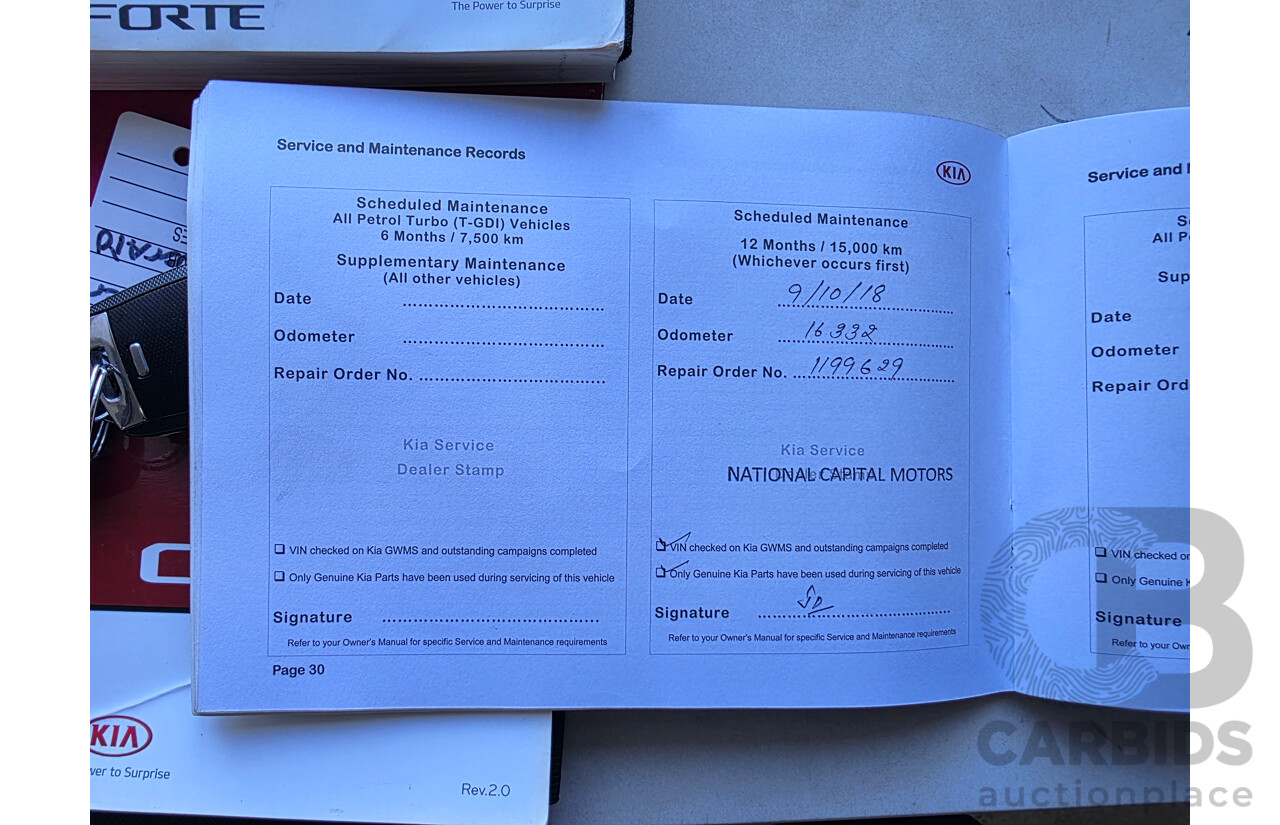 FORTE
The Power to Surprise
Service and Maintenance Records
KIA
Scheduled Maintenance
All Petrol Turbo (T-GDI) Vehicles
6 Months / 7,500 km
Supplementary Maintenance
(All other vehicles)
Date
Odometer
Repair Order No.
Kia Service
Dealer Stamp
VIN checked on Kia GWMS and outstanding campaigns completed
Only Genuine Kia Parts have been used during servicing of this vehicle
Signature
Refer to your Owner's Manual for specific Service and Maintenance requirements
Page 30
Scheduled Maintenance
12 Months / 15,000 km
(Whichever occurs first)
Date 9/10/18
Odometer 16332
Repair Order No. 1199629
Kia Service
NATIONAL CAPITAL MOTORS
VIN checked on Kia GWMS and outstanding campaigns completed
Only Genuine Kia Parts have been used during servicing of this vehicle
Signature
Refer to your Owner's Manual for specific Service and Maintenance requirements
Service and
All P
Sup
Date
Odometer
Repair Ord
VIN checked or
Only Genuine
Signature
Refer to your Owr
KIA
wer to Surprise
Rev.2.0
CB
CARBIDS
auctionplace